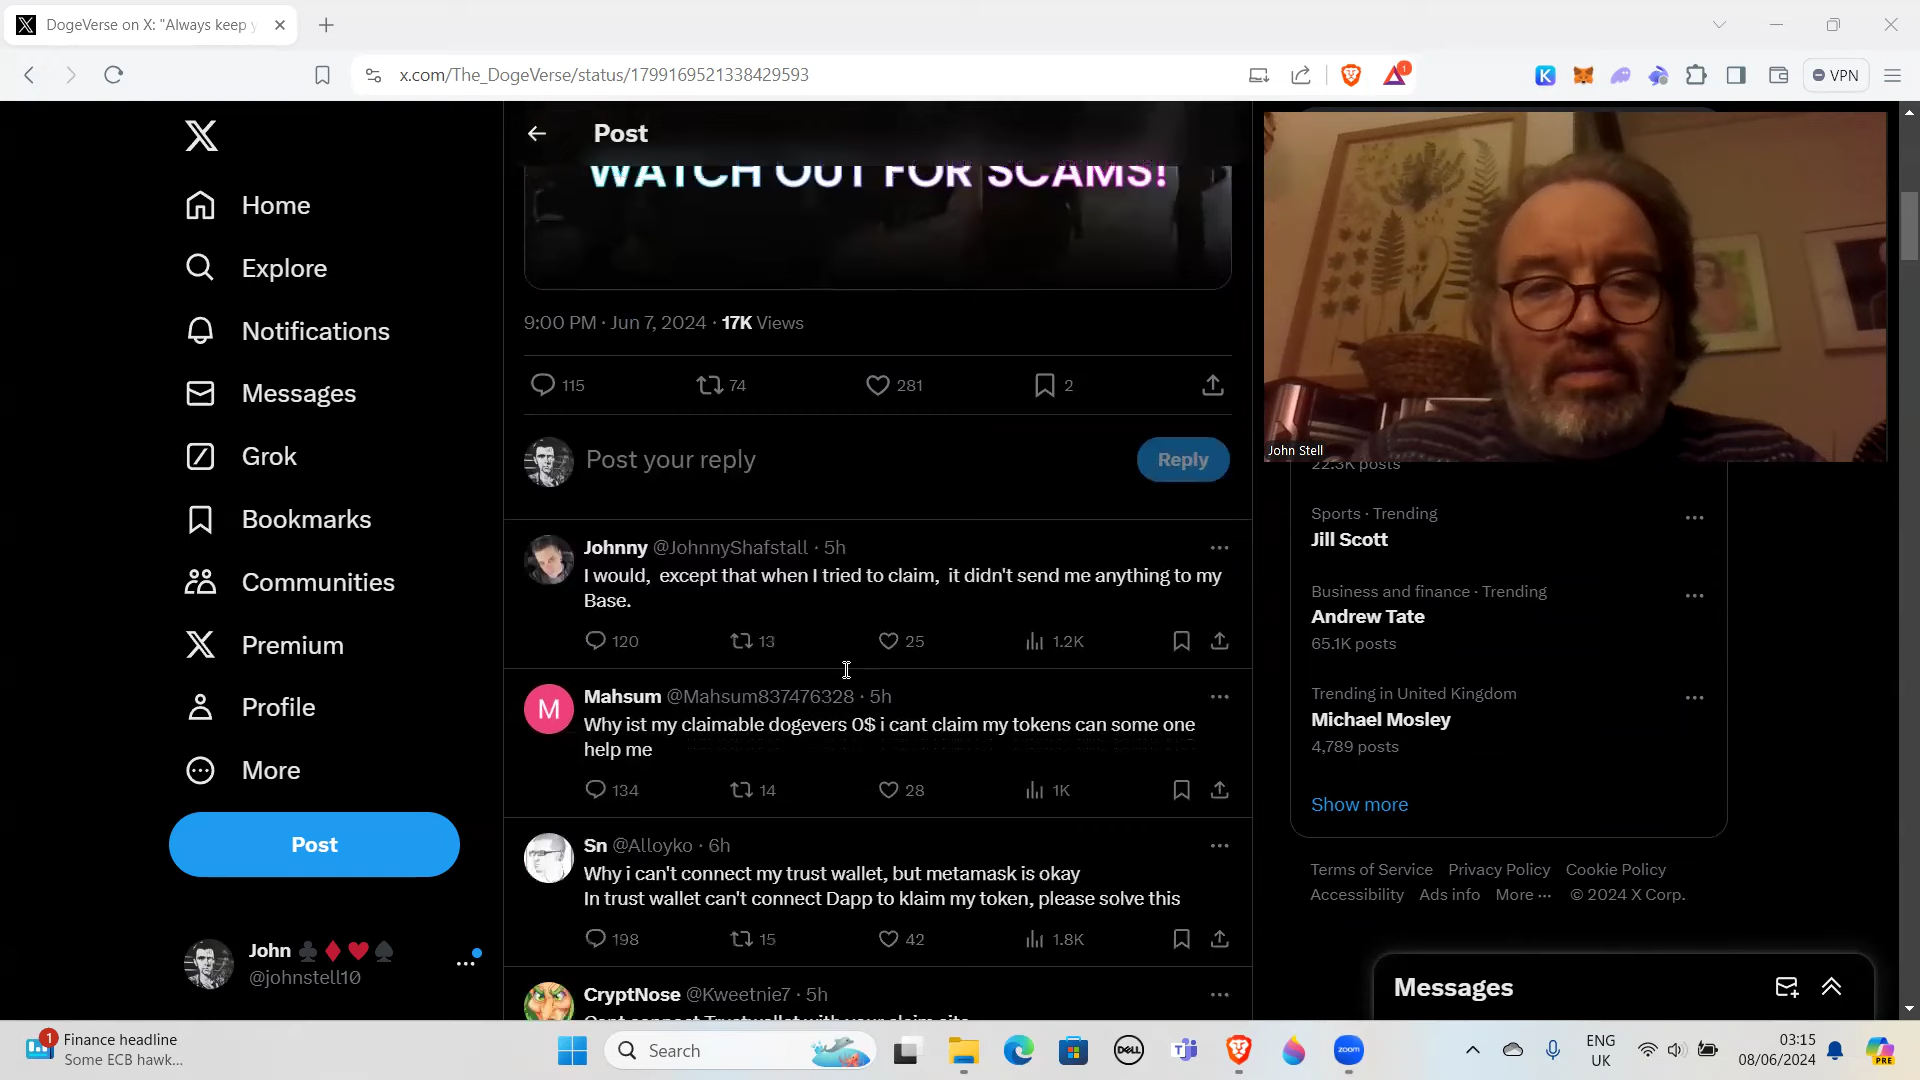 DogeVerse on X: "Always keep y
x.com/The_DogeVerse/status/1799169521338429593
1
VPN
Home
Explore
Notifications
Messages
Grok
Bookmarks
Communities
Premium
Profile
More
Post
John
@johnstell10
Post
WATCH OUT FOR SCAMS!
9:00 PM · Jun 7, 2024 · 17K Views
115 74 281 2
Post your reply
Reply
Johnny @JohnnyShafstall · 5h
I would, except that when I tried to claim, it didn't send me anything to my
Base.
120 13 25 1.2K
M
Mahsum @Mahsum837476328 · 5h
Why ist my claimable dogevers 0$ i cant claim my tokens can some one
help me
134 14 28 1K
Sn @Alloyko · 6h
Why i can't connect my trust wallet, but metamask is okay
In trust wallet can't connect Dapp to klaim my token, please solve this
198 15 42 1.8K
CryptNose @Kweetnie7 · 5h
John Stell
22.3K posts
Sports · Trending
Jill Scott
Business and finance · Trending
Andrew Tate
65.1K posts
Trending in United Kingdom
Michael Mosley
4,789 posts
Show more
Terms of Service Privacy Policy Cookie Policy
Accessibility Ads info More ··· © 2024 X Corp.
Messages
1
Finance headline
Some ECB hawk...
Search
DELL
zoom
ENG
UK
03:15
08/06/2024
PRE